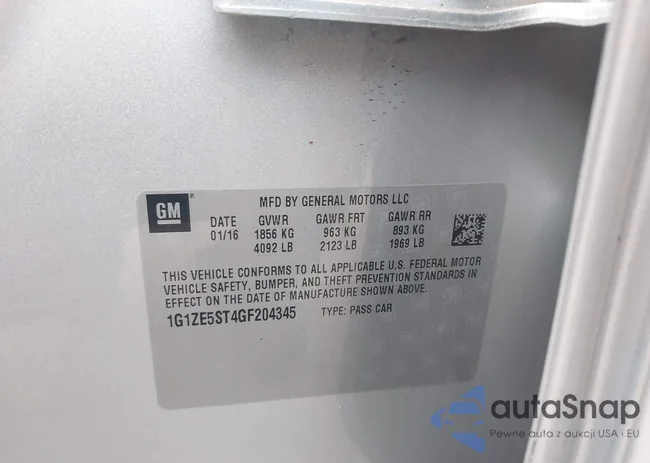 GM
MFD BY GENERAL MOTORS LLC
DATE GVWR GAWR FRT GAWR RR
01/16 1856 KG 963 KG 893 KG
4092 LB 2123 LB 1969 LB
THIS VEHICLE CONFORMS TO ALL APPLICABLE U.S. FEDERAL MOTOR
VEHICLE SAFETY, BUMPER, AND THEFT PREVENTION STANDARDS IN
EFFECT ON THE DATE OF MANUFACTURE SHOWN ABOVE.
1G1ZE5ST4GF204345 TYPE: PASS CAR
autaSnap
Pewne auta z aukcji USA i EU